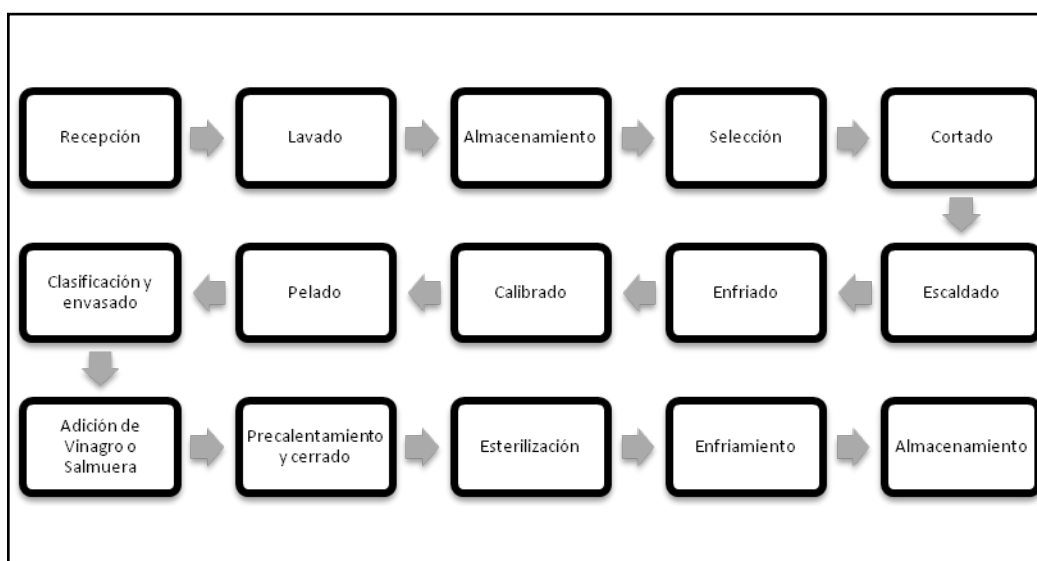 Recepción
Lavado
Almacenamiento
Selección
Cortado
Escaldado
Enfriado
Calibrado
Pelado
Clasificación y
envasado
Adición de
Vinagro o
Salmuera
Precalentamiento
y cerrado
Esterilización
Enfriamiento
Almacenamiento